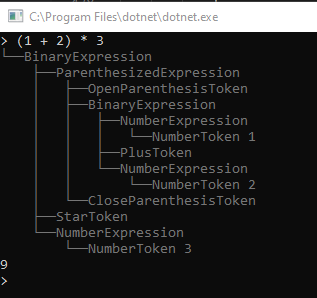 C:\Program Files\dotnet\dotnet.exe
> (1 + 2) * 3
└──BinaryExpression
    ├──ParenthesizedExpression
    │   ├──OpenParenthesisToken
    │   ├──BinaryExpression
    │   │   ├──NumberExpression
    │   │   │   └──NumberToken 1
    │   │   ├──PlusToken
    │   │   └──NumberExpression
    │   │       └──NumberToken 2
    │   └──CloseParenthesisToken
    ├──StarToken
    └──NumberExpression
        └──NumberToken 3
9
>